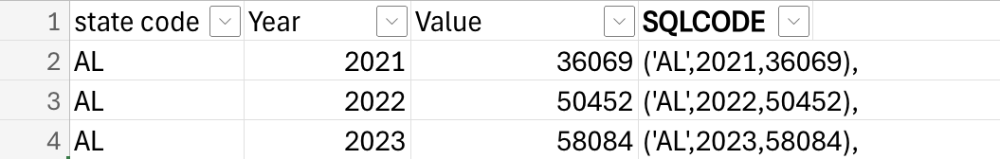 1 state code Year Value SQLCODE
2 AL 2021 36069 ('AL',2021,36069),
3 AL 2022 50452 ('AL',2022,50452),
4 AL 2023 58084 ('AL',2023,58084),